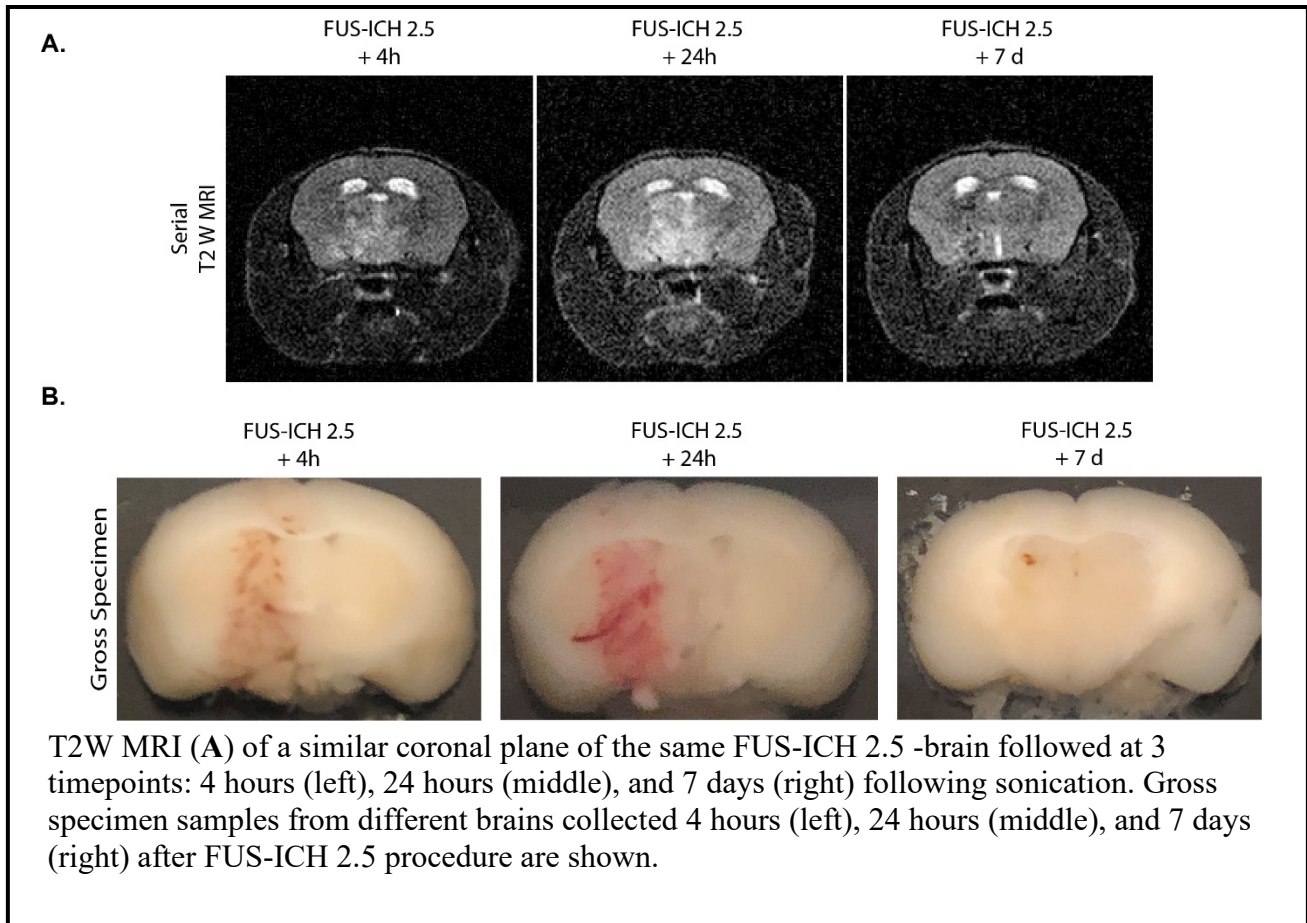 A.
FUS-ICH 2.5
+ 4h
FUS-ICH 2.5
+ 24h
FUS-ICH 2.5
+ 7 d
Serial
T2 W MRI
B.
FUS-ICH 2.5
+ 4h
FUS-ICH 2.5
+ 24h
FUS-ICH 2.5
+ 7 d
Gross Specimen
T2W MRI (A) of a similar coronal plane of the same FUS-ICH 2.5 -brain followed at 3
timepoints: 4 hours (left), 24 hours (middle), and 7 days (right) following sonication. Gross
specimen samples from different brains collected 4 hours (left), 24 hours (middle), and 7 days
(right) after FUS-ICH 2.5 procedure are shown.